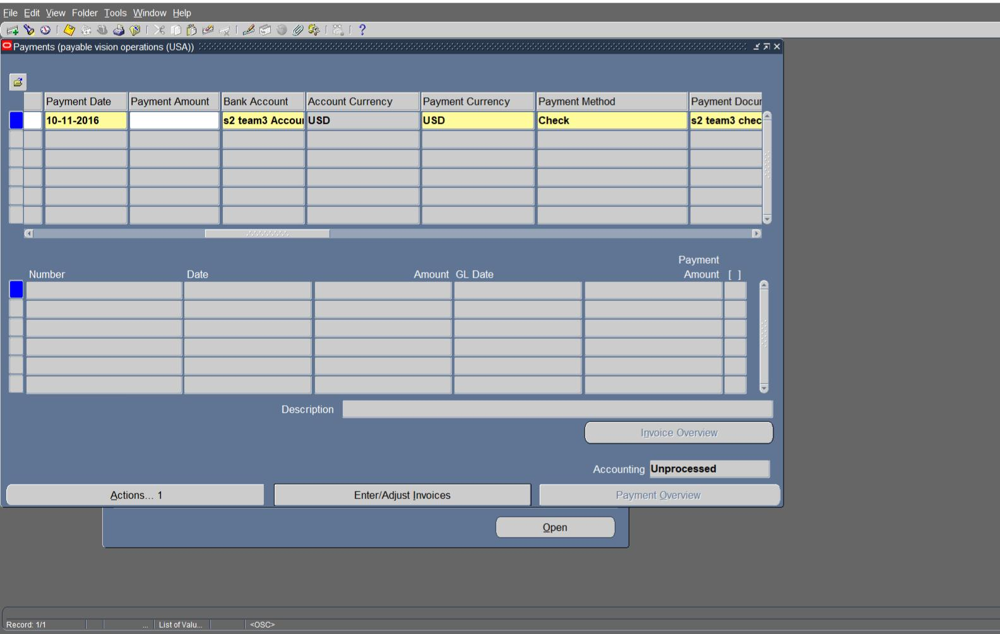 File Edit View Folder Tools Window Help
?
Payments (payable vision operations (USA))
Payment Date Payment Amount Bank Account Account Currency Payment Currency Payment Method Payment Docur
10-11-2016 s2 team3 Accour USD USD Check s2 team3 chec
Payment
Number Date Amount GL Date Amount [ ]
Description
Invoice Overview
Accounting Unprocessed
Actions... 1 Enter/Adjust Invoices Payment Overview
Open
Record: 1/1 ... List of Valu... <OSC>